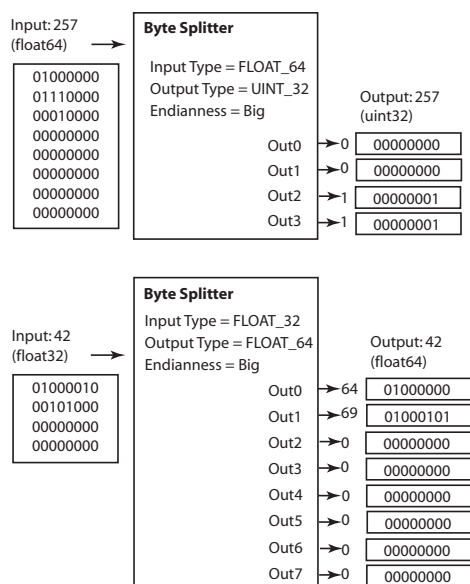 Input: 257
(float64)
01000000
01110000
00010000
00000000
00000000
00000000
00000000
00000000
Byte Splitter
Input Type = FLOAT_64
Output Type = UINT_32
Endianness = Big
Output: 257
(uint32)
Out0 0 00000000
Out1 0 00000000
Out2 1 00000001
Out3 1 00000001
Input: 42
(float32)
01000010
00101000
00000000
00000000
Byte Splitter
Input Type = FLOAT_32
Output Type = FLOAT_64
Endianness = Big
Output: 42
(float64)
Out0 64 01000000
Out1 69 01000101
Out2 0 00000000
Out3 0 00000000
Out4 0 00000000
Out5 0 00000000
Out6 0 00000000
Out7 0 00000000